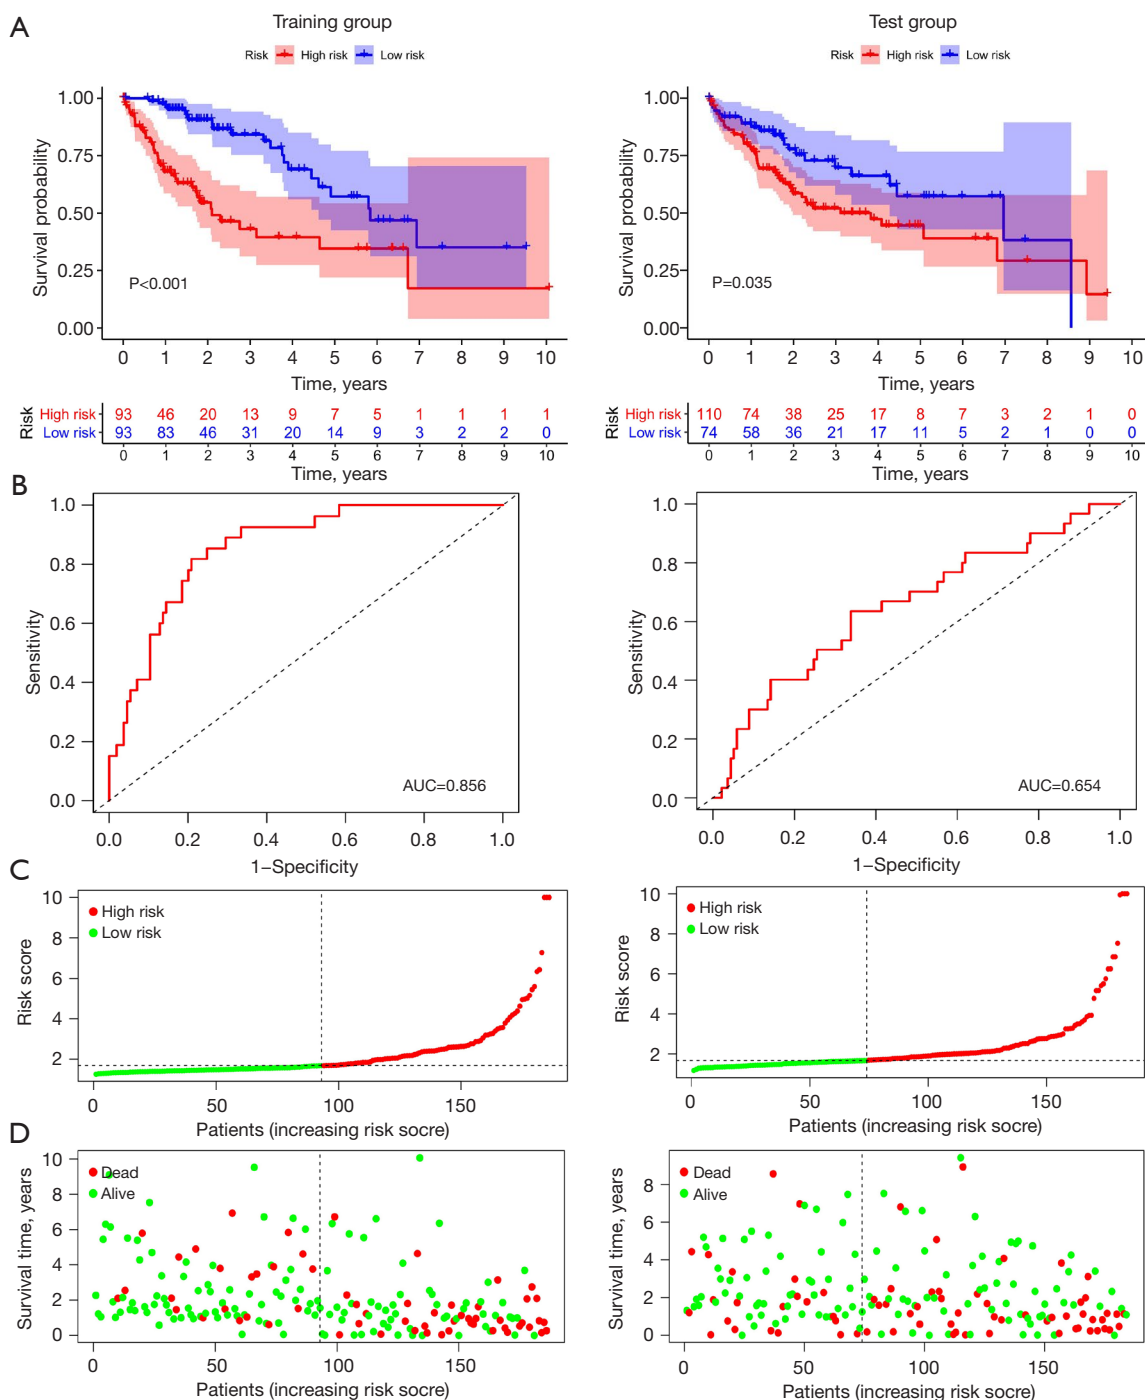 A
Training group
Test group
Risk High risk Low risk
Risk High risk Low risk
Survival probability
1.00
0.75
0.50
0.25
0.00
P<0.001
0 1 2 3 4 5 6 7 8 9 10
Time, years
Survival probability
1.00
0.75
0.50
0.25
0.00
P=0.035
0 1 2 3 4 5 6 7 8 9 10
Time, years
Risk
High risk 93 46 20 13 9 7 5 1 1 1 1
Low risk 93 83 46 31 20 14 9 3 2 2 0
0 1 2 3 4 5 6 7 8 9 10
Time, years
Risk
High risk 110 74 38 25 17 8 7 3 2 1 0
Low risk 74 58 36 21 17 11 5 2 1 0 0
0 1 2 3 4 5 6 7 8 9 10
Time, years
B
Sensitivity
1.0
0.8
0.6
0.4
0.2
0.0
AUC=0.856
0.0 0.2 0.4 0.6 0.8 1.0
1–Specificity
Sensitivity
1.0
0.8
0.6
0.4
0.2
0.0
AUC=0.654
0.0 0.2 0.4 0.6 0.8 1.0
1–Specificity
C
Risk score
10
8
6
4
2
High risk
Low risk
0 50 100 150
Patients (increasing risk socre)
Risk score
10
8
6
4
2
High risk
Low risk
0 50 100 150
Patients (increasing risk socre)
D
Survival time, years
10
8
6
4
2
0
Dead
Alive
0 50 100 150
Patients (increasing risk socre)
Survival time, years
8
6
4
2
0
Dead
Alive
0 50 100 150
Patients (increasing risk socre)